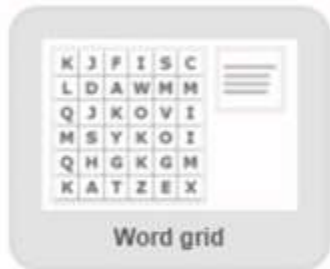 K J F I S C
L D A W M M
Q J K O V I
M S Y K O I
Q H G K G M
K A T Z E X
Word grid